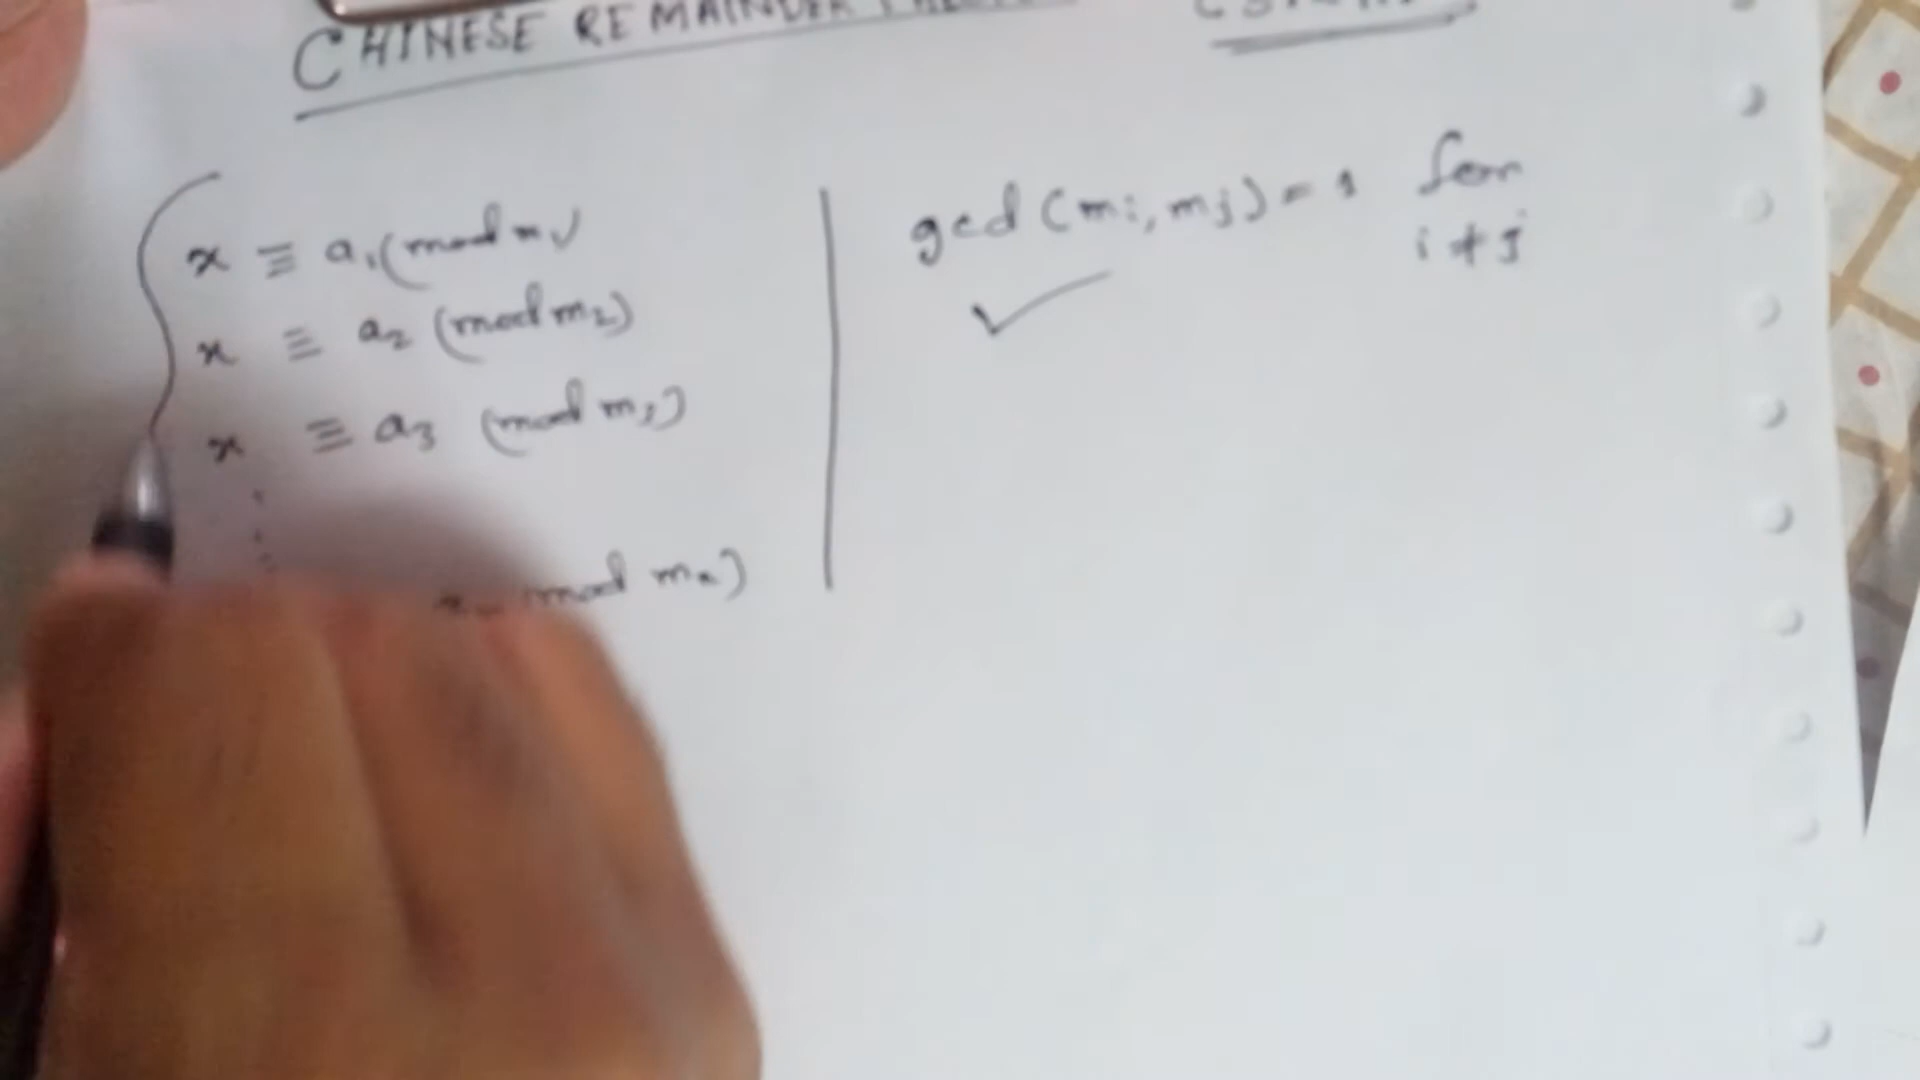 CHINESE REMAINDER
x ≡ a₁(mod m₁)
x ≡ a₂ (mod m₂)
x ≡ a₃ (mod m₃)
(mod mₙ)
gcd (mi, mj) = 1 for
i ≠ j